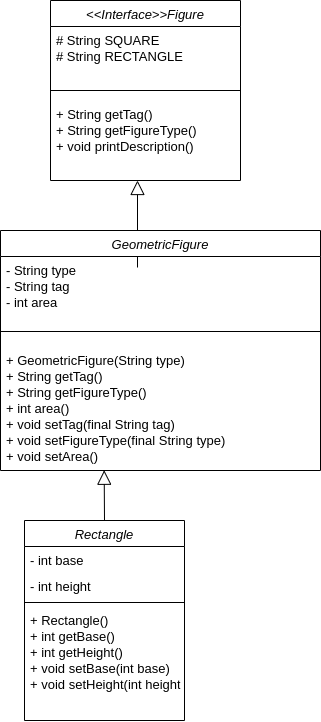 <<Interface>>Figure
# String SQUARE
# String RECTANGLE
+ String getTag()
+ String getFigureType()
+ void printDescription()
GeometricFigure
- String type
- String tag
- int area
+ GeometricFigure(String type)
+ String getTag()
+ String getFigureType()
+ int area()
+ void setTag(final String tag)
+ void setFigureType(final String type)
+ void setArea()
Rectangle
- int base
- int height
+ Rectangle()
+ int getBase()
+ int getHeight()
+ void setBase(int base)
+ void setHeight(int height